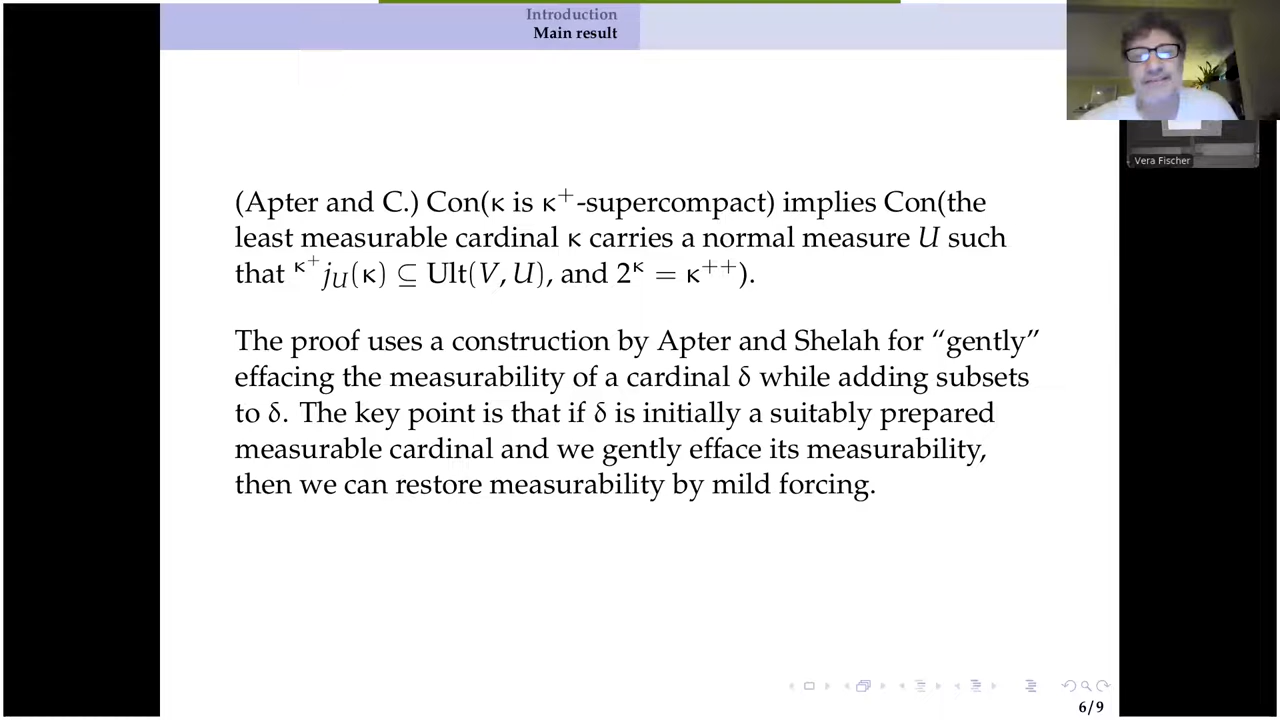 Introduction
Main result
(Apter and C.) Con(κ is κ⁺-supercompact) implies Con(the
least measurable cardinal κ carries a normal measure U such
that ^{κ⁺}j_U(κ) ⊆ Ult(V, U), and 2^κ = κ⁺⁺).
The proof uses a construction by Apter and Shelah for “gently”
effacing the measurability of a cardinal δ while adding subsets
to δ. The key point is that if δ is initially a suitably prepared
measurable cardinal and we gently efface its measurability,
then we can restore measurability by mild forcing.
Vera Fischer
6/9